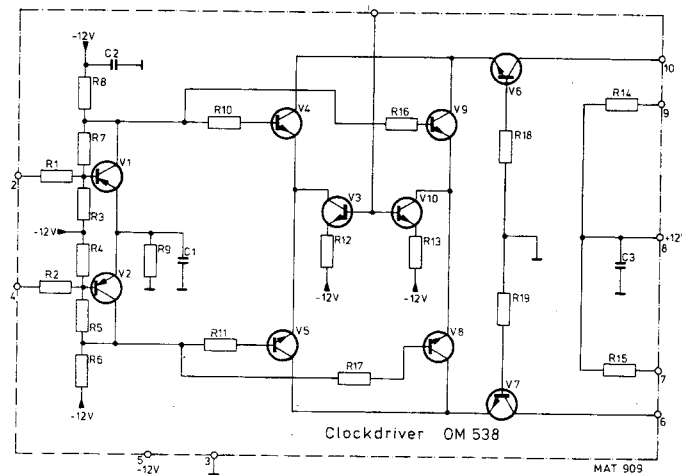 1
-12V
C2
10
R8
V6
R14
V4
R16
V9
R10
9
R7
R18
R1
V1
2
V3
V10
R3
-12V
+12V
8
R9
C1
R12
R13
R4
C3
R2
V2
-12V
-12V
4
R19
R5
R11
V5
V8
R6
R17
R15
7
V7
-12V
6
Clockdriver OM 538
5
3
-12V
MAT 909